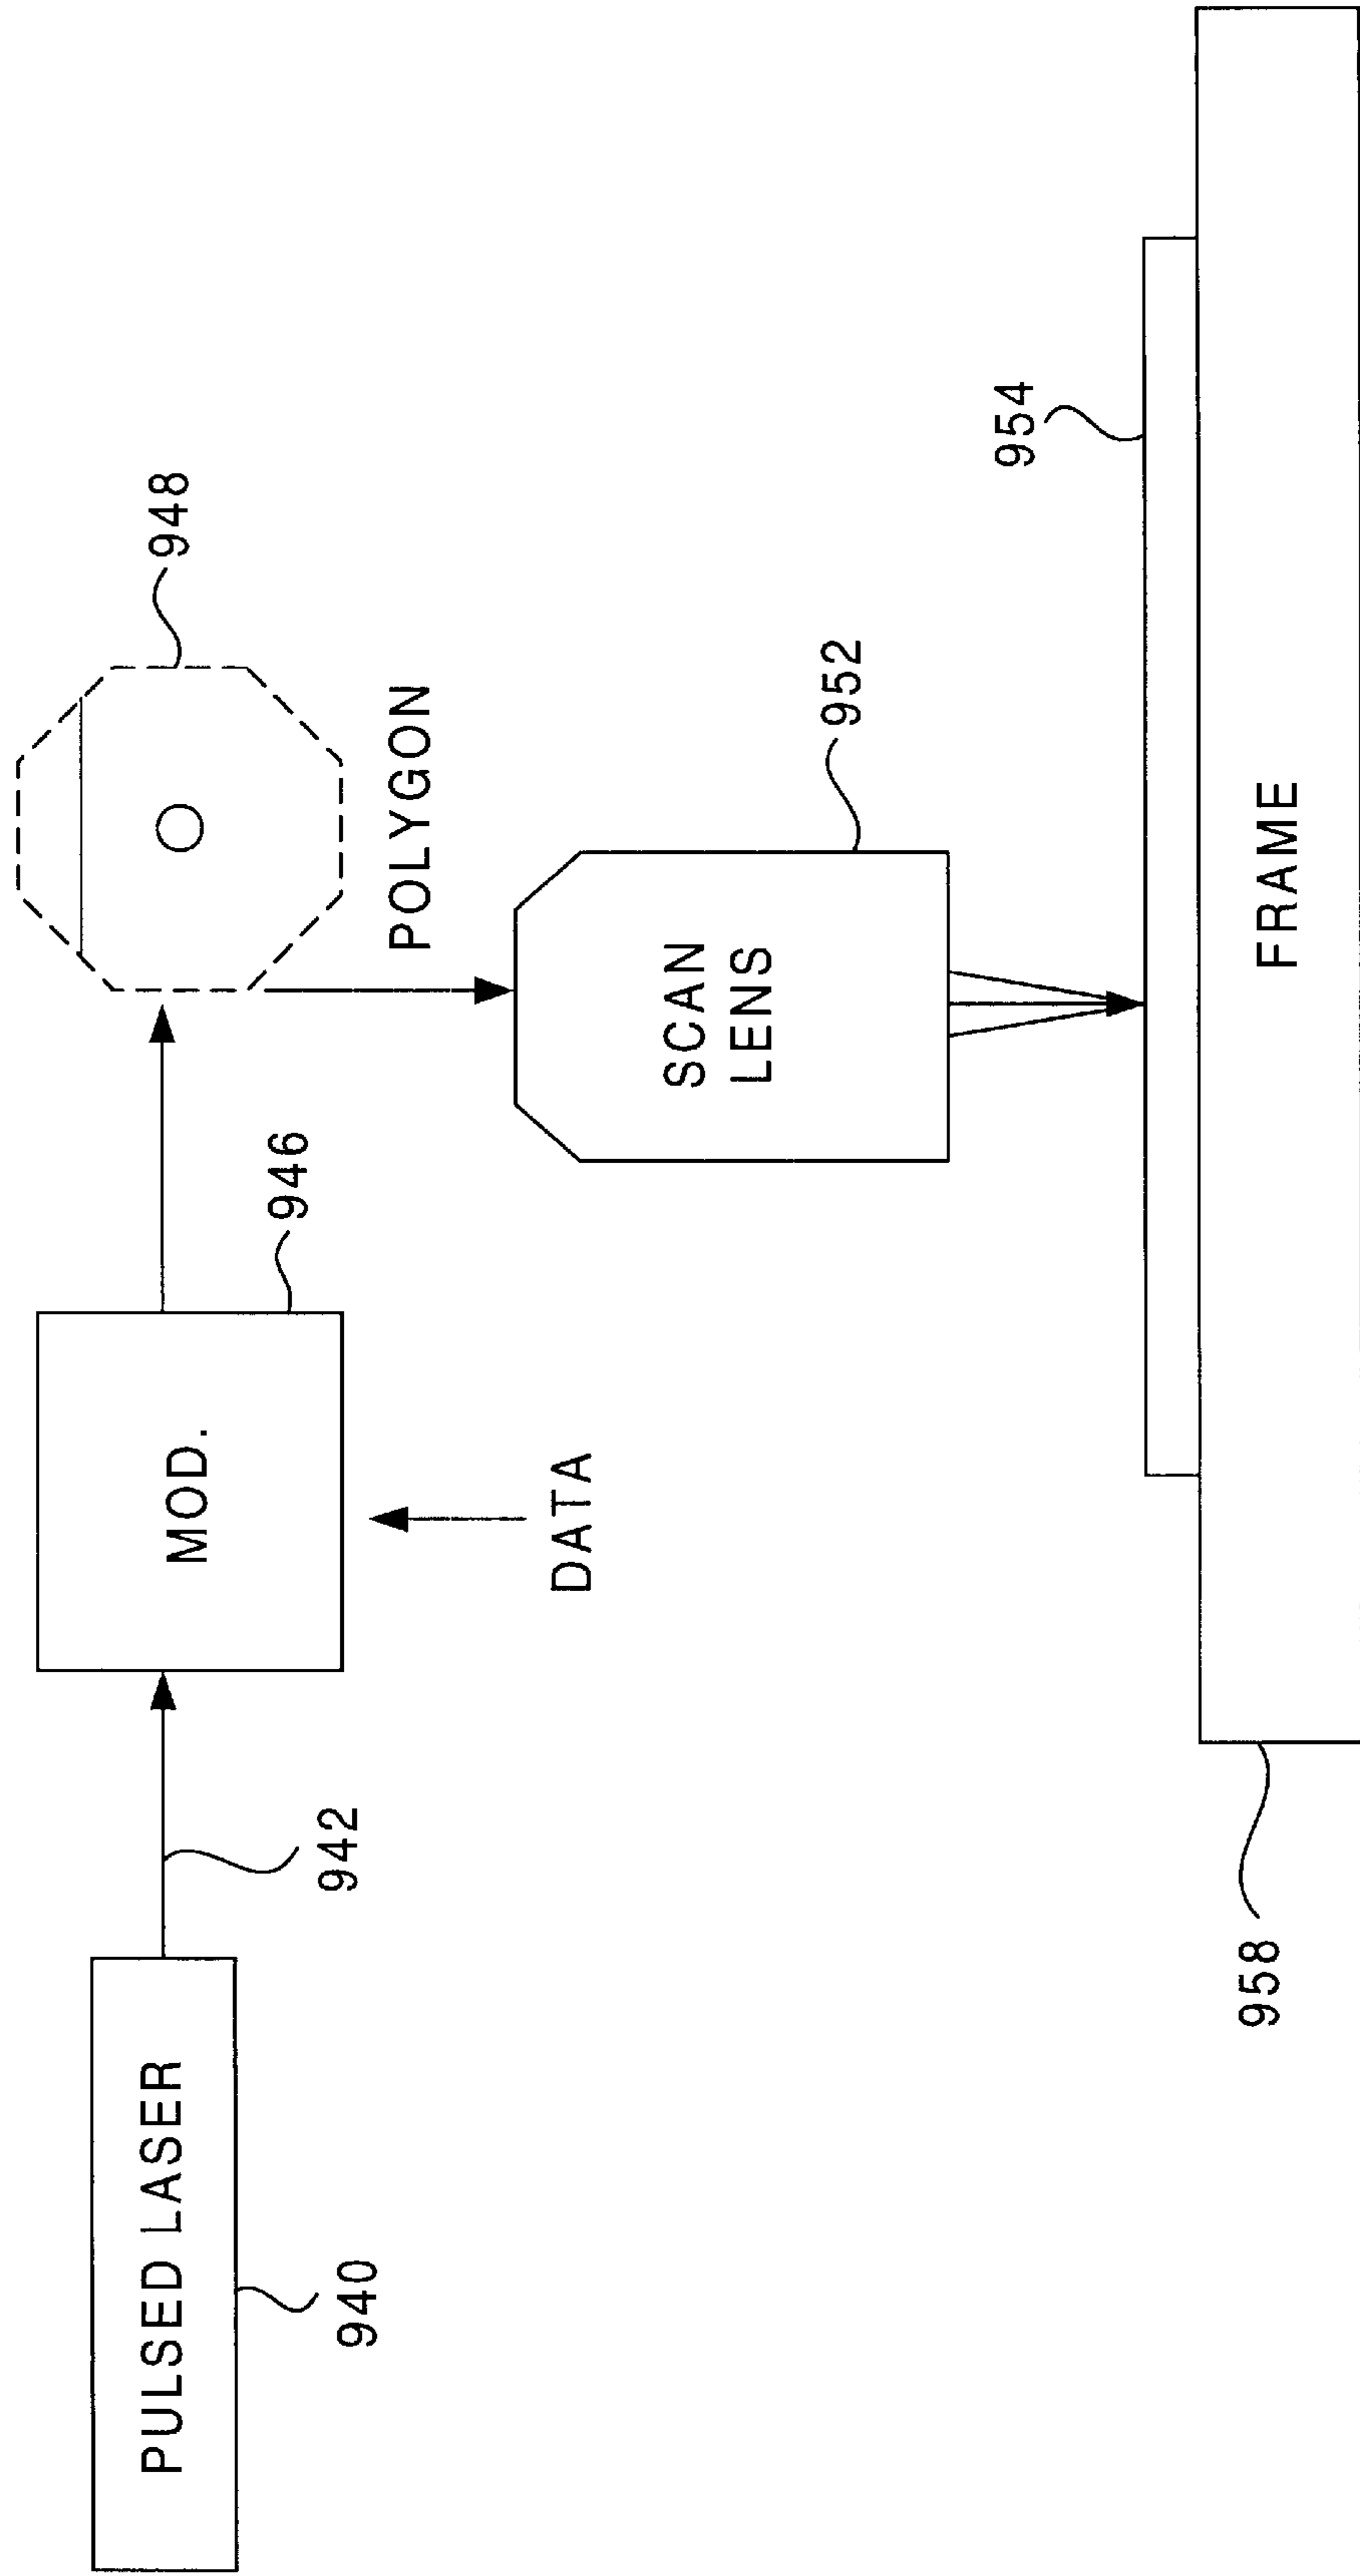 PULSED LASER
940
942
MOD.
946
DATA
948
POLYGON
SCAN
LENS
952
954
FRAME
958